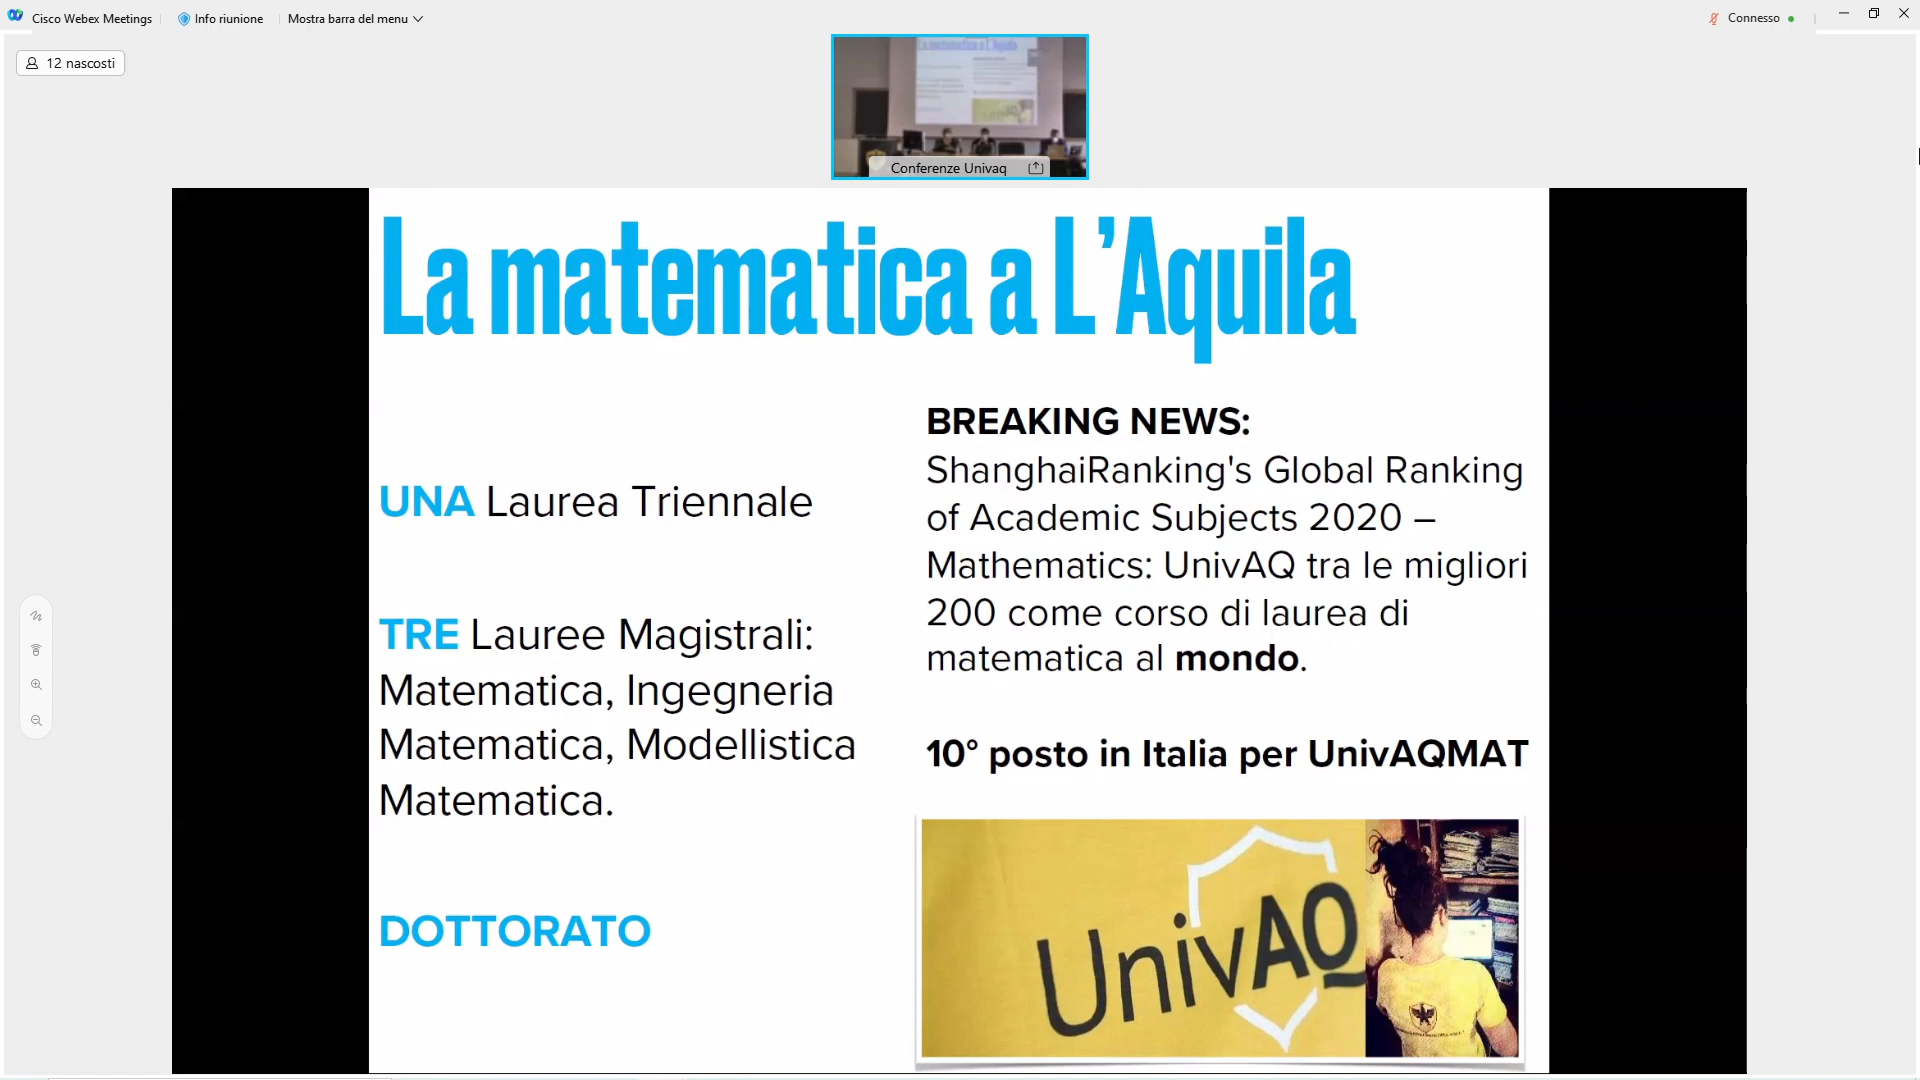 Cisco Webex Meetings
Info riunione
Mostra barra del menu
Connesso
12 nascosti
La matematica a L'Aquila
Conferenze Univaq
La matematica a L’Aquila
UNA Laurea Triennale
TRE Lauree Magistrali:
Matematica, Ingegneria
Matematica, Modellistica
Matematica.
DOTTORATO
BREAKING NEWS:
ShanghaiRanking's Global Ranking
of Academic Subjects 2020 –
Mathematics: UnivAQ tra le migliori
200 come corso di laurea di
matematica al mondo.
10° posto in Italia per UnivAQMAT
UnivAQ